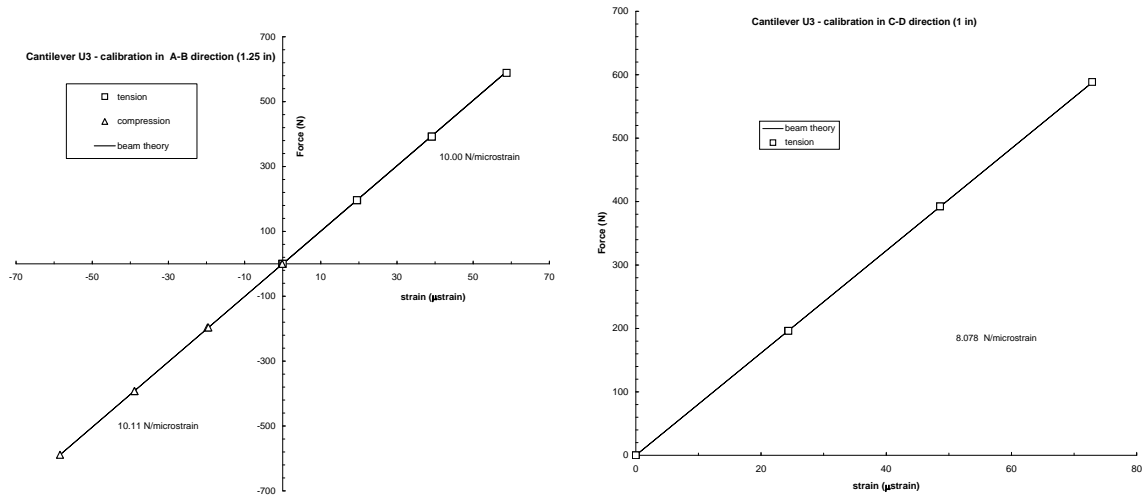 Cantilever U3 - calibration in A-B direction (1.25 in)
tension
compression
beam theory
700
500
300
100
-100
-300
-500
-700
-70
-50
-30
-10
10
30
50
70
Force (N)
strain (μstrain)
10.00 N/microstrain
10.11 N/microstrain
Cantilever U3 - calibration in C-D direction (1 in)
beam theory
tension
700
600
500
400
300
200
100
0
0
20
40
60
80
Force (N)
strain (μstrain)
8.078 N/microstrain